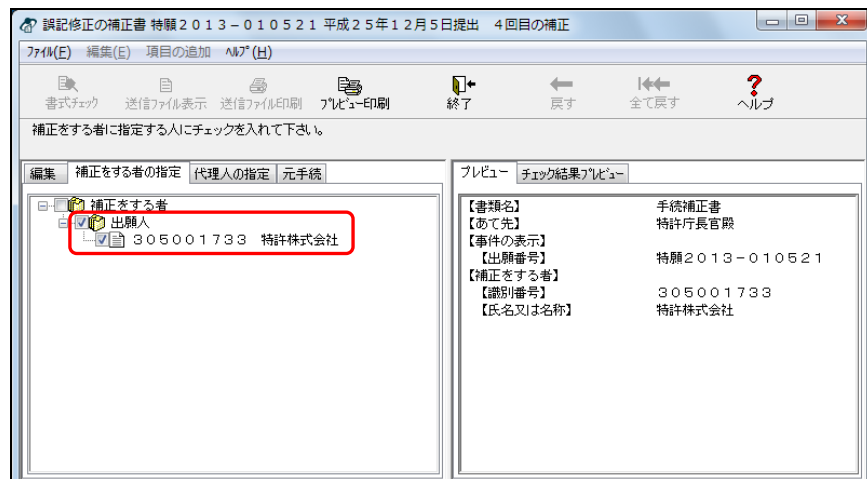 誤記修正の補正書 特願２０１３－０１０５２１ 平成２５年１２月５日提出　４回目の補正
ﾌｧｲﾙ(F)　編集(E)　項目の追加　ﾍﾙﾌﾟ(H)
書式ﾁｪｯｸ　送信ﾌｧｲﾙ表示　送信ﾌｧｲﾙ印刷　ﾌﾟﾚﾋﾞｭｰ印刷　終了　戻す　全て戻す　ヘルプ
補正をする者に指定する人にチェックを入れて下さい。
編集　補正をする者の指定　代理人の指定　元手続
補正をする者
出願人
３０５００１７３３　特許株式会社
プレビュー　チェック結果ﾌﾟﾚﾋﾞｭｰ
【書類名】　手続補正書
【あて先】　特許庁長官殿
【事件の表示】
【出願番号】　特願２０１３－０１０５２１
【補正をする者】
【識別番号】　３０５００１７３３
【氏名又は名称】　特許株式会社